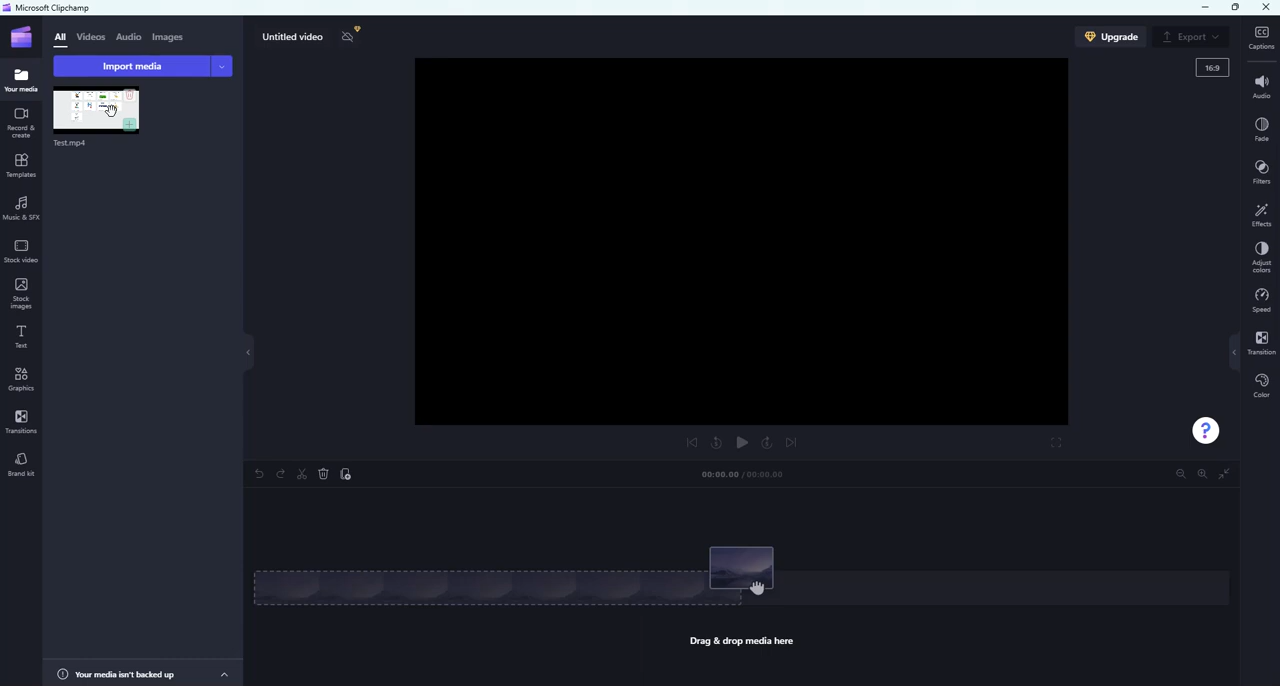 Microsoft Clipchamp
All Videos Audio Images
Import media
Test.mp4
Your media
Record & create
Templates
Music & SFX
Stock video
Stock images
Text
Graphics
Transitions
Brand kit
Your media isn't backed up
Untitled video
Upgrade
Export
16:9
?
00:00.00 / 00:00.00
Drag & drop media here
CC
Captions
Audio
Fade
Filters
Effects
Adjust colors
Speed
Transition
Color